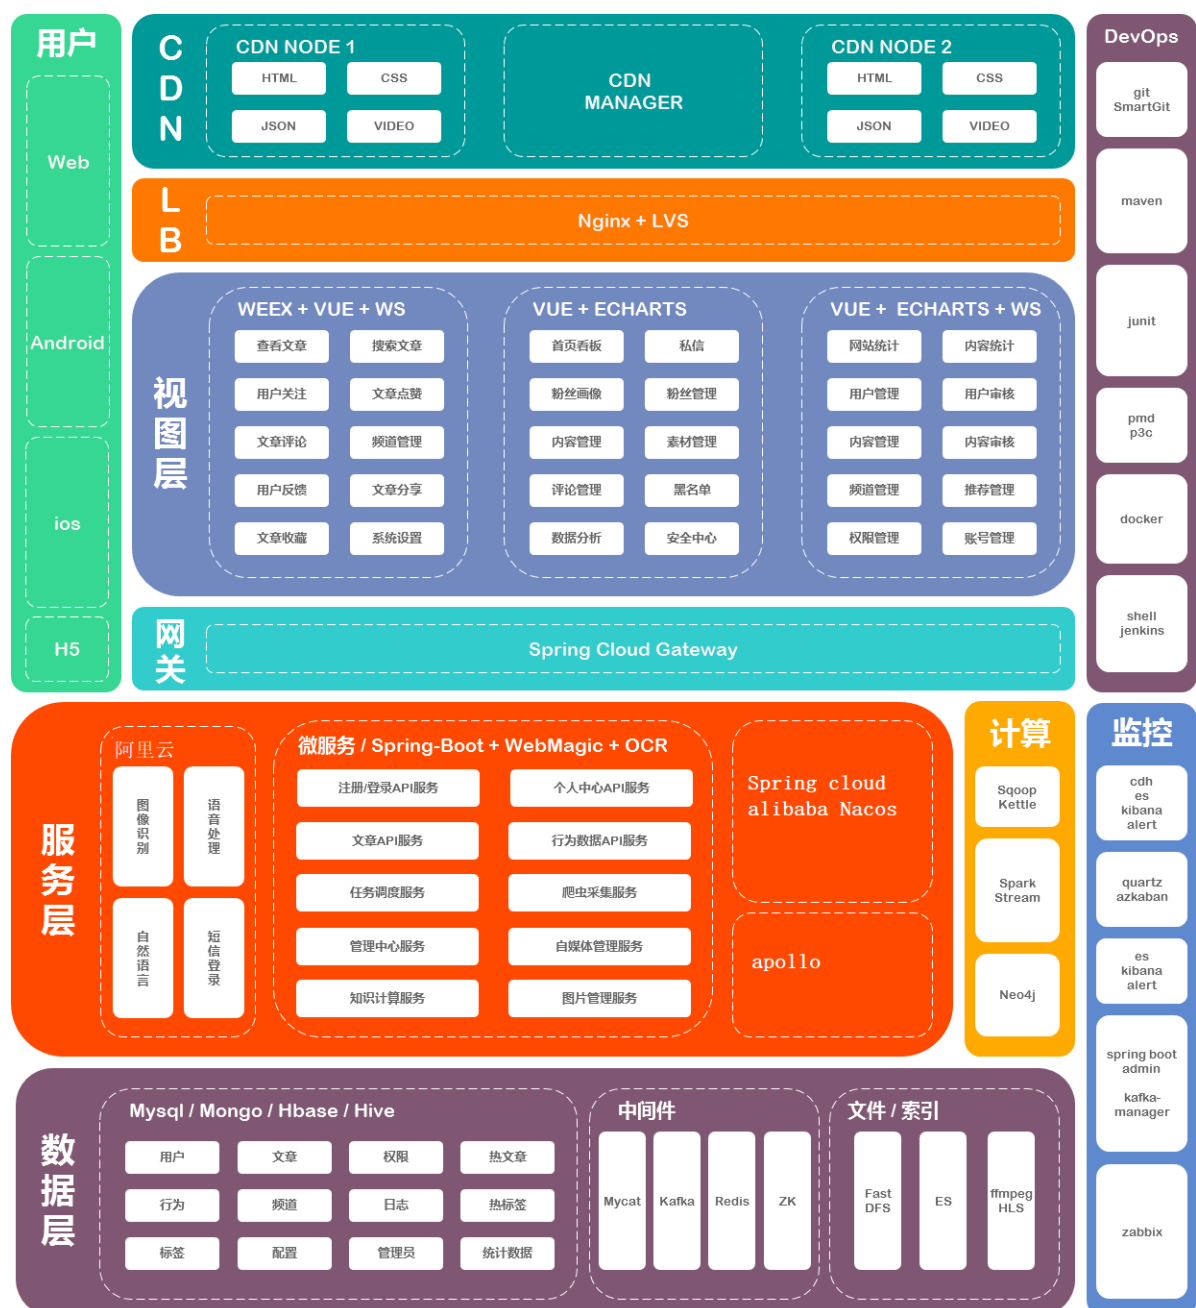 用户
Web
Android
ios
H5
CDN
CDN NODE 1
HTML
CSS
JSON
VIDEO
CDN
MANAGER
CDN NODE 2
HTML
CSS
JSON
VIDEO
LB
Nginx + LVS
视图层
WEEX + VUE + WS
查看文章
搜索文章
用户关注
文章点赞
文章评论
频道管理
用户反馈
文章分享
文章收藏
系统设置
VUE + ECHARTS
首页看板
私信
粉丝画像
粉丝管理
内容管理
素材管理
评论管理
黑名单
数据分析
安全中心
VUE + ECHARTS + WS
网站统计
内容统计
用户管理
用户审核
内容管理
内容审核
频道管理
推荐管理
权限管理
账号管理
网关
Spring Cloud Gateway
DevOps
git
SmartGit
maven
junit
pmd
p3c
docker
shell
jenkins
服务层
阿里云
图像识别
语音处理
自然语言
短信登录
微服务 / Spring-Boot + WebMagic + OCR
注册/登录API服务
个人中心API服务
文章API服务
行为数据API服务
任务调度服务
爬虫采集服务
管理中心服务
自媒体管理服务
知识计算服务
图片管理服务
Spring cloud
alibaba Nacos
apollo
计算
Sqoop
Kettle
Spark
Stream
Neo4j
监控
cdh
es
kibana
alert
quartz
azkaban
es
kibana
alert
spring boot
admin
kafka-
manager
zabbix
数据层
Mysql / Mongo / Hbase / Hive
用户
文章
权限
热文章
行为
频道
日志
热标签
标签
配置
管理员
统计数据
中间件
Mycat
Kafka
Redis
ZK
文件 / 索引
Fast
DFS
ES
ffmpeg
HLS